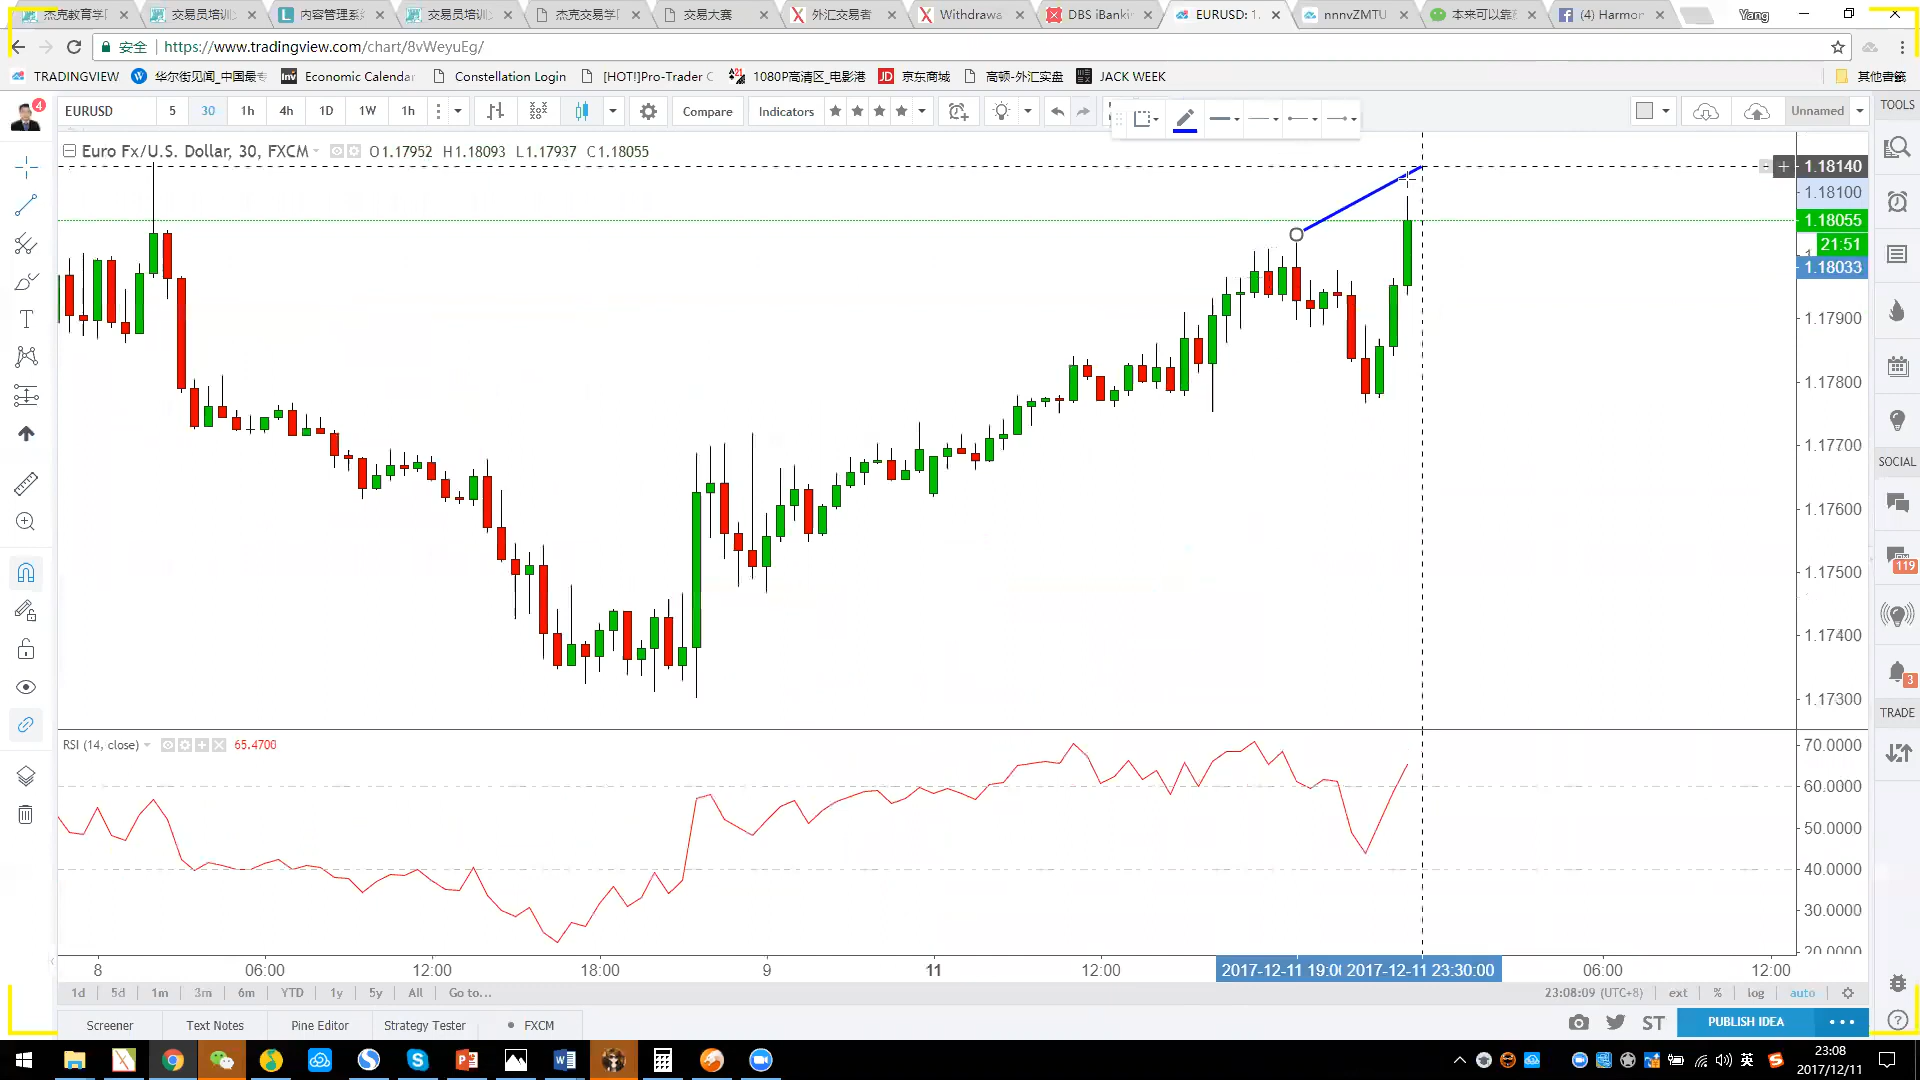 杰克教育学
交易员培训
内容管理系
交易员培训
杰克交易学
交易大赛
外汇交易者
Withdrawa
DBS iBanki
EURUSD: 1.
nnnvZMTU
本来可以靠
(4) Harmor
Yang
安全 | https://www.tradingview.com/chart/8vWeyuEg/
TRADINGVIEW
华尔街见闻_中国最
Economic Calendar
Constellation Login
[HOT!]Pro-Trader C
1080P高清区_电影港
京东商城
高顿-外汇实盘
JACK WEEK
其他書籤
4
EURUSD
5
30
1h
4h
1D
1W
1h
Compare
Indicators
Unnamed
TOOLS
Euro Fx/U.S. Dollar, 30, FXCM
O1.17952 H1.18093 L1.17937 C1.18055
1.18140
1.18100
1.18055
21:51
1.18033
1.17900
1.17800
1.17700
1.17600
1.17500
1.17400
1.17300
SOCIAL
119
3
TRADE
RSI (14, close)
65.4700
70.0000
60.0000
50.0000
40.0000
30.0000
20.0000
8
06:00
12:00
18:00
9
11
12:00
2017-12-11 19:0
2017-12-11 23:30:00
06:00
12:00
1d
5d
1m
3m
6m
YTD
1y
5y
All
Go to...
23:08:09 (UTC+8)
ext
%
log
auto
Screener
Text Notes
Pine Editor
Strategy Tester
FXCM
ST
PUBLISH IDEA
英
23:08
2017/12/11